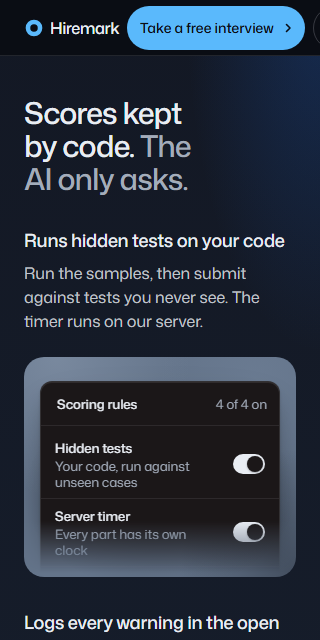 Hiremark
Take a free interview
Scores kept
by code. The
AI only asks.
Runs hidden tests on your code
Run the samples, then submit
against tests you never see. The
timer runs on our server.
Scoring rules
4 of 4 on
Hidden tests
Your code, run against
unseen cases
Server timer
Every part has its own
clock
Logs every warning in the open